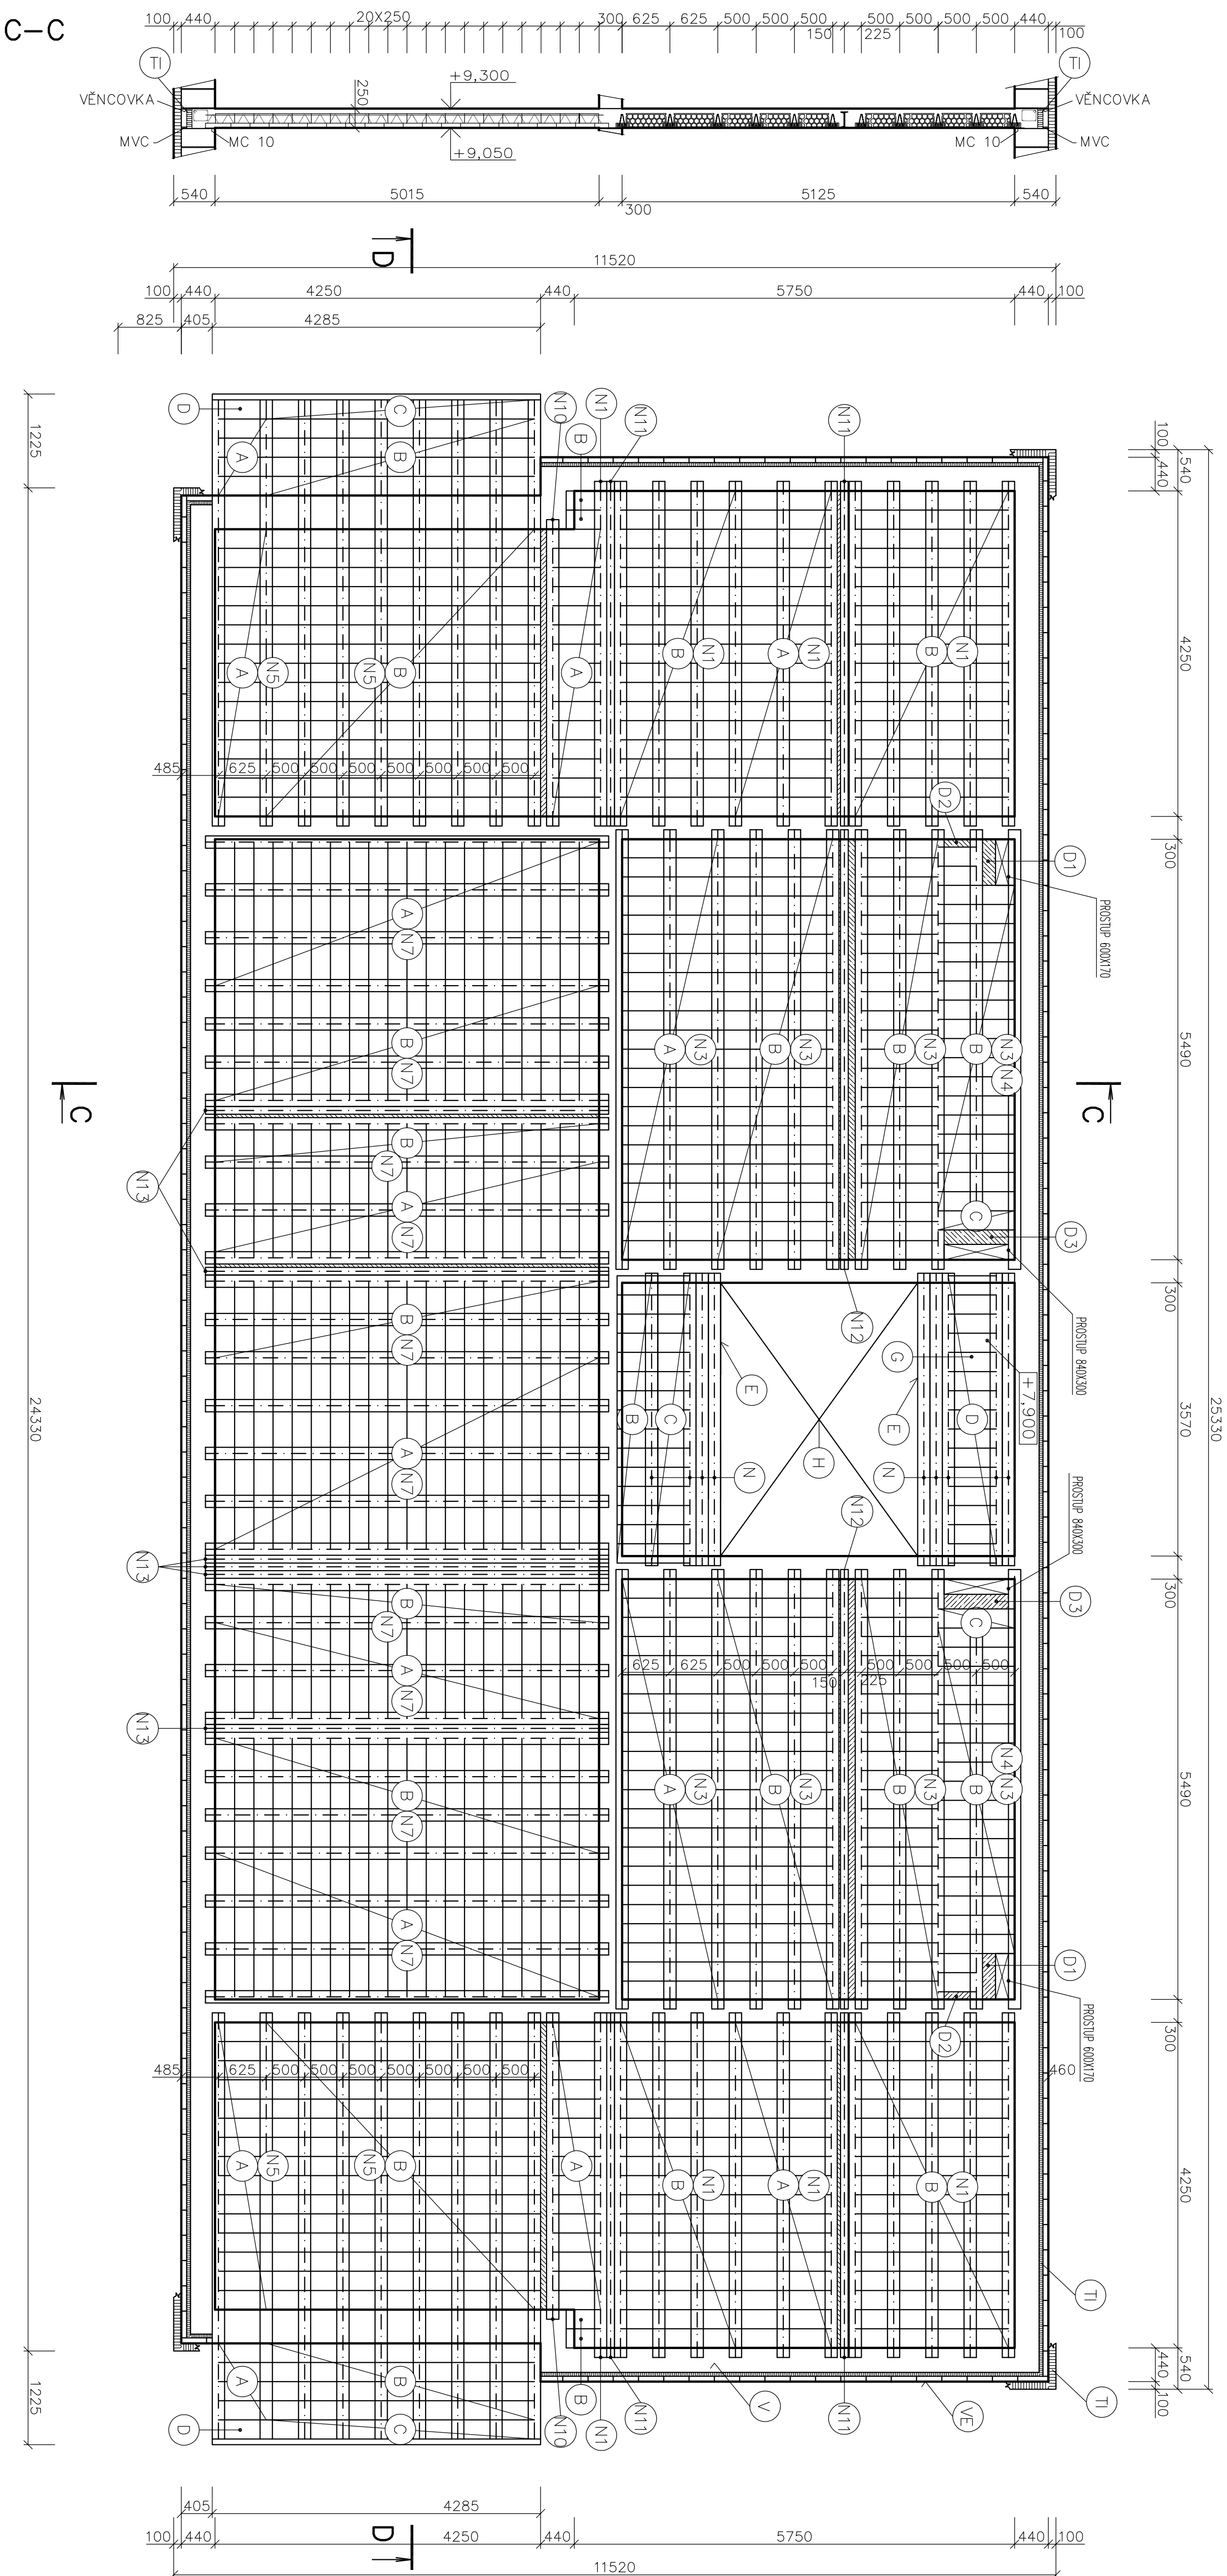 C-C
100 440 20X250 300 625 625 500 500 500 500 500 500 500 440
150 225 100
TI TI
+9,300
250
VĚNCOVKA VĚNCOVKA
MVC MC 10 MC 10 MVC
+9,050
540 5015 5125 540
300
D
11520
100 440 4250 440 5750 440 100
825 405 4285
1225
100
440
540
D C N10 N1 N11 N11
B
A B
4250
25330
A N5 N5 B A B N1 A N1 B N1
485 625 500 500 500 500 500 500 500
D2
D1
300
PROSTUP 600X170
A
N7
5490
B
N7
A N3 B N3 B N3 B N3
N4
C C
B
N7
N13
A
N7
C
D3
300
PROSTUP 840X300
N12
B
N7
E
G
E
+7,900
24330
3570
B C D
H
A
N7
N N
N12
PROSTUP 840X300
N13
B
N7
D3
C
300
625 625 500 500 500 500 500 500 500
150 225
A
N7
N13
N4
A N3 B N3 B N3 B N3
5490
B
N7
A
N7
D1
D2
PROSTUP 600X170
300
460
485 625 500 500 500 500 500 500 500
A N5 N5 B A B N1 A N1 B N1
4250
TI
A B
B
V VE TI
D C N10 N1 N11 N11
540
440
100
1225
405 4285
D
100 440 4250 440 5750 440 100
11520